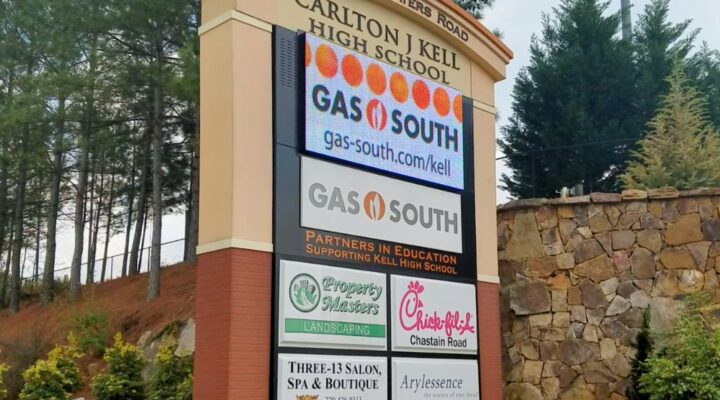 Road
CARLTON J KELL
HIGH SCHOOL
GAS SOUTH
gas-south.com/kell
GAS SOUTH
PARTNERS IN EDUCATION
SUPPORTING KELL HIGH SCHOOL
Property
Masters
LANDSCAPING
Chick-fil-A
Chastain Road
THREE-13 SALON,
SPA & BOUTIQUE
Arylessence